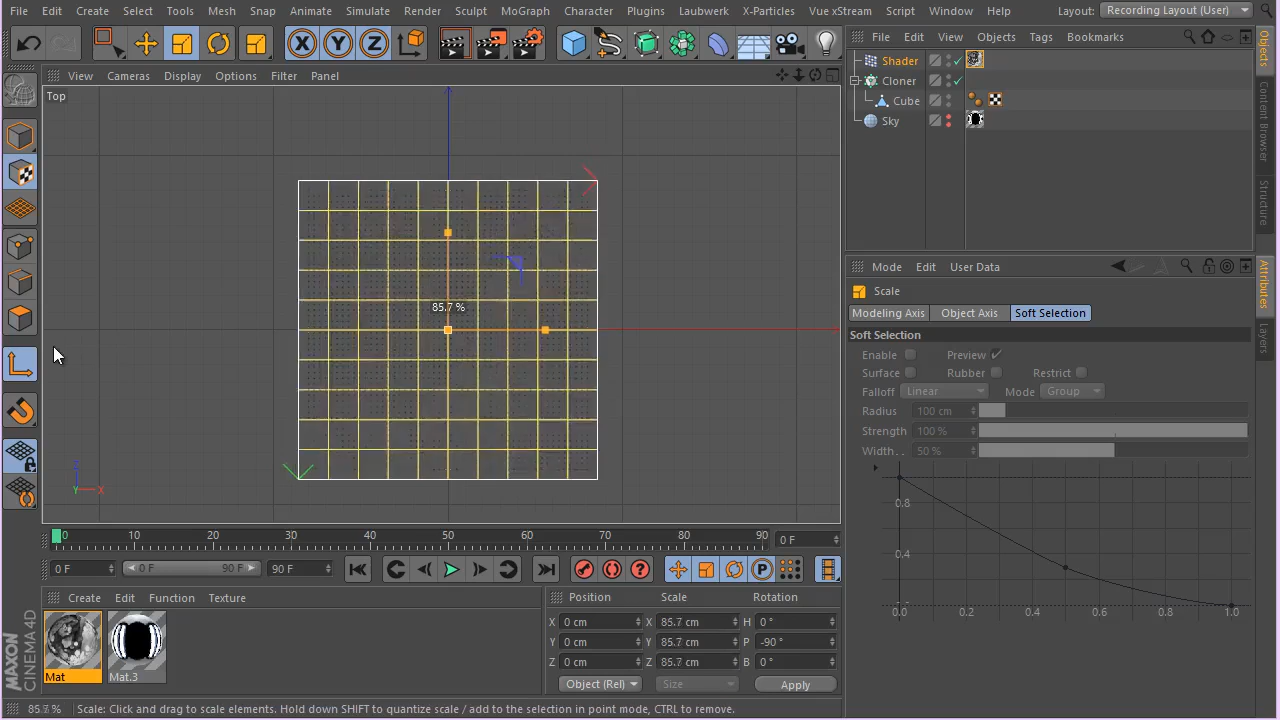 File Edit Create Select Tools Mesh Snap Animate Simulate Render Sculpt MoGraph Character Plugins Laubwerk X-Particles Vue xStream Script Window Layout: Recording Layout (User)
X Y Z
View Cameras Display Options Filter Panel
File Edit View Objects Tags Bookmarks
Objects
Content Browser
Structure
Shader
Cloner
Cube
Sky
Top
85.7 %
Z
Y X
Mode Edit User Data
Attributes
Layers
Scale
Modeling Axis Object Axis Soft Selection
Soft Selection
Enable Preview
Surface Rubber Restrict
Falloff Linear Mode Group
Radius 100 cm
Strength 100 %
Width . . 50 %
0.8
0.4
0.0 0.2 0.4 0.6 0.8 1.0
0 10 20 30 40 50 60 70 80 90 0 F
0 F 0 F 90 F 90 F
P
Create Edit Function Texture
Mat Mat.3
MAXON
CINEMA 4D
Position Scale Rotation
X 0 cm X 85.7 cm H 0 °
Y 0 cm Y 85.7 cm P -90 °
Z 0 cm Z 85.7 cm B 0 °
Object (Rel) Size Apply
85.7 % Scale: Click and drag to scale elements. Hold down SHIFT to quantize scale / add to the selection in point mode, CTRL to remove.